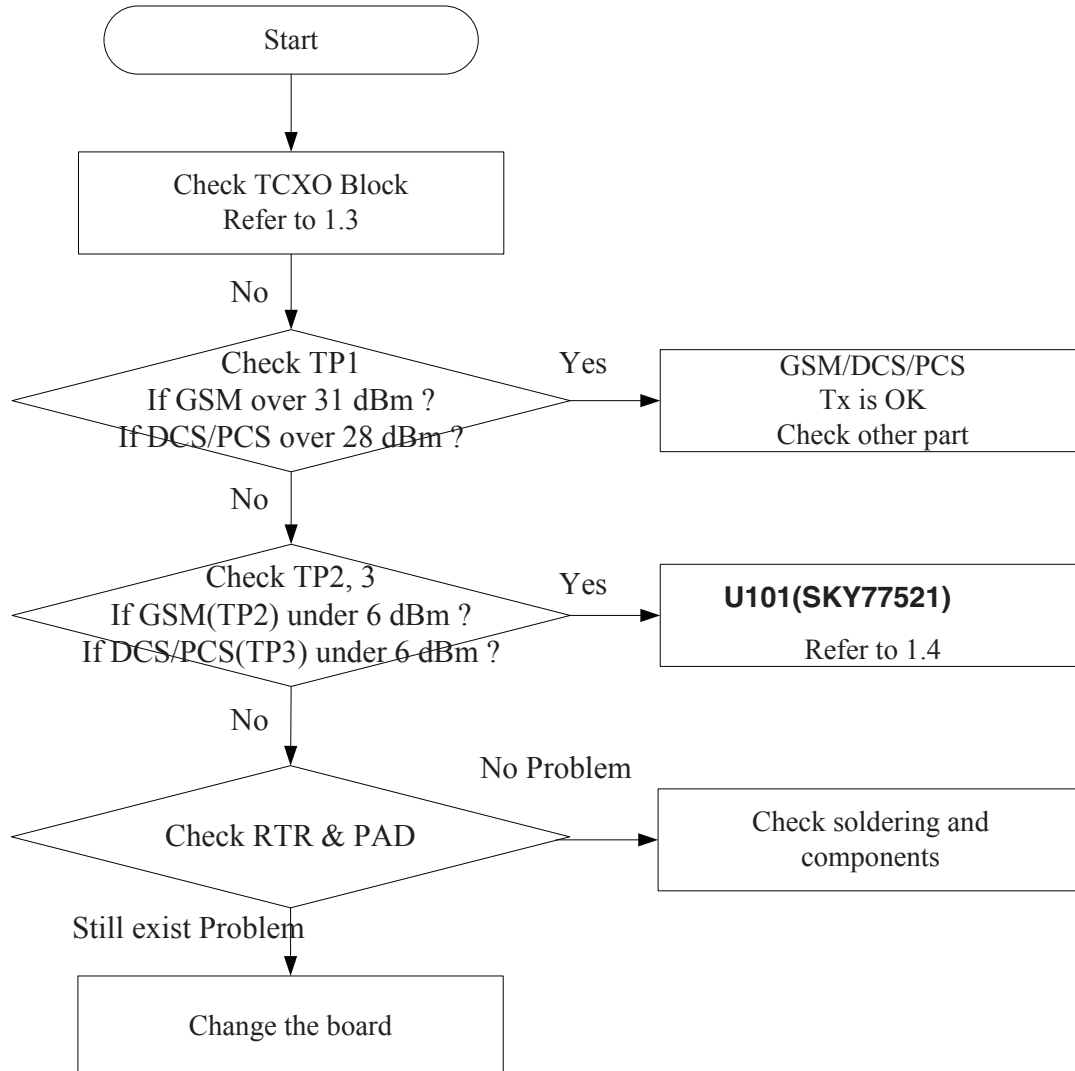 Start
Check TCXO Block
Refer to 1.3
No
Check TP1
If GSM over 31 dBm ?
If DCS/PCS over 28 dBm ?
Yes
GSM/DCS/PCS
Tx is OK
Check other part
No
Check TP2, 3
If GSM(TP2) under 6 dBm ?
If DCS/PCS(TP3) under 6 dBm ?
Yes
U101(SKY77521)
Refer to 1.4
No
Check RTR & PAD
No Problem
Check soldering and
components
Still exist Problem
Change the board